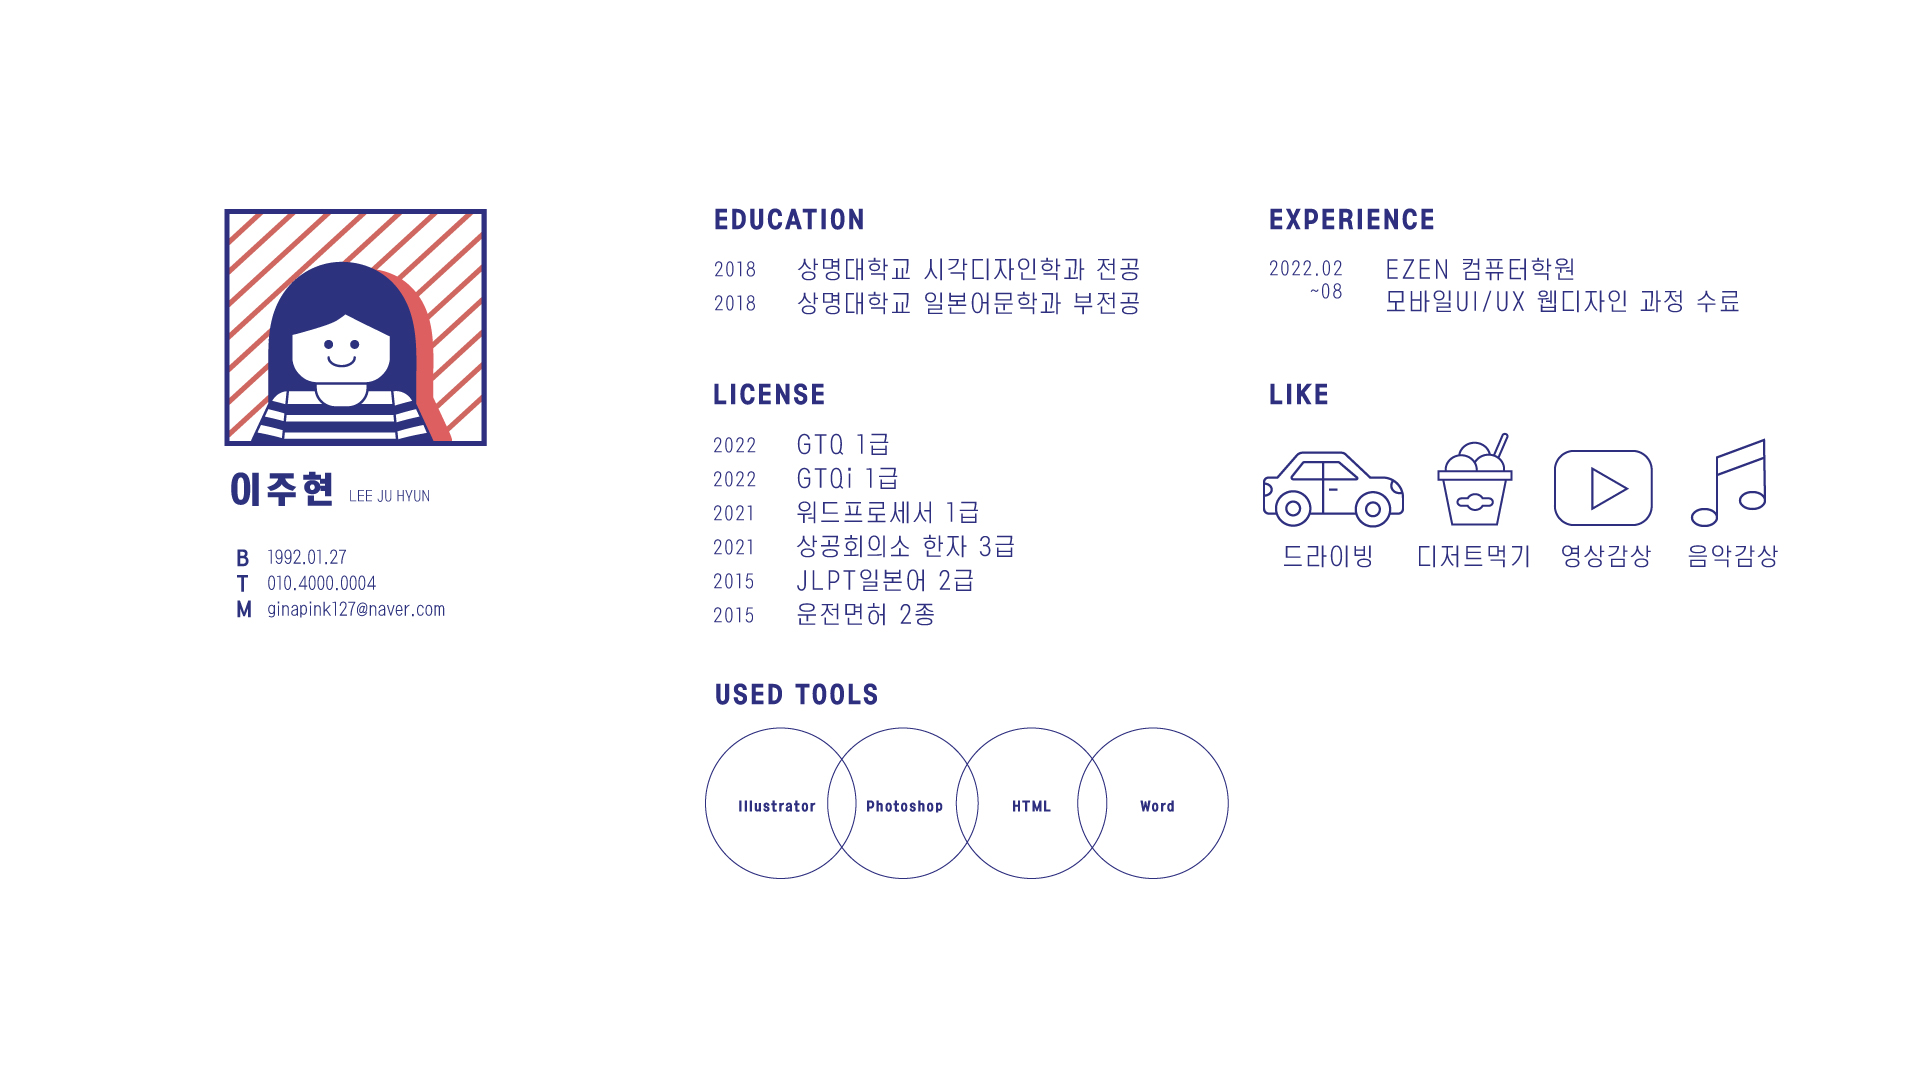 이주현 LEE JU HYUN
B 1992.01.27
T 010.4000.0004
M ginapink127@naver.com
EDUCATION
2018 상명대학교 시각디자인학과 전공
2018 상명대학교 일본어문학과 부전공
LICENSE
2022 GTQ 1급
2022 GTQi 1급
2021 워드프로세서 1급
2021 상공회의소 한자 3급
2015 JLPT일본어 2급
2015 운전면허 2종
USED TOOLS
Illustrator Photoshop HTML Word
EXPERIENCE
2022.02 EZEN 컴퓨터학원
~08 모바일UI/UX 웹디자인 과정 수료
LIKE
드라이빙 디저트먹기 영상감상 음악감상